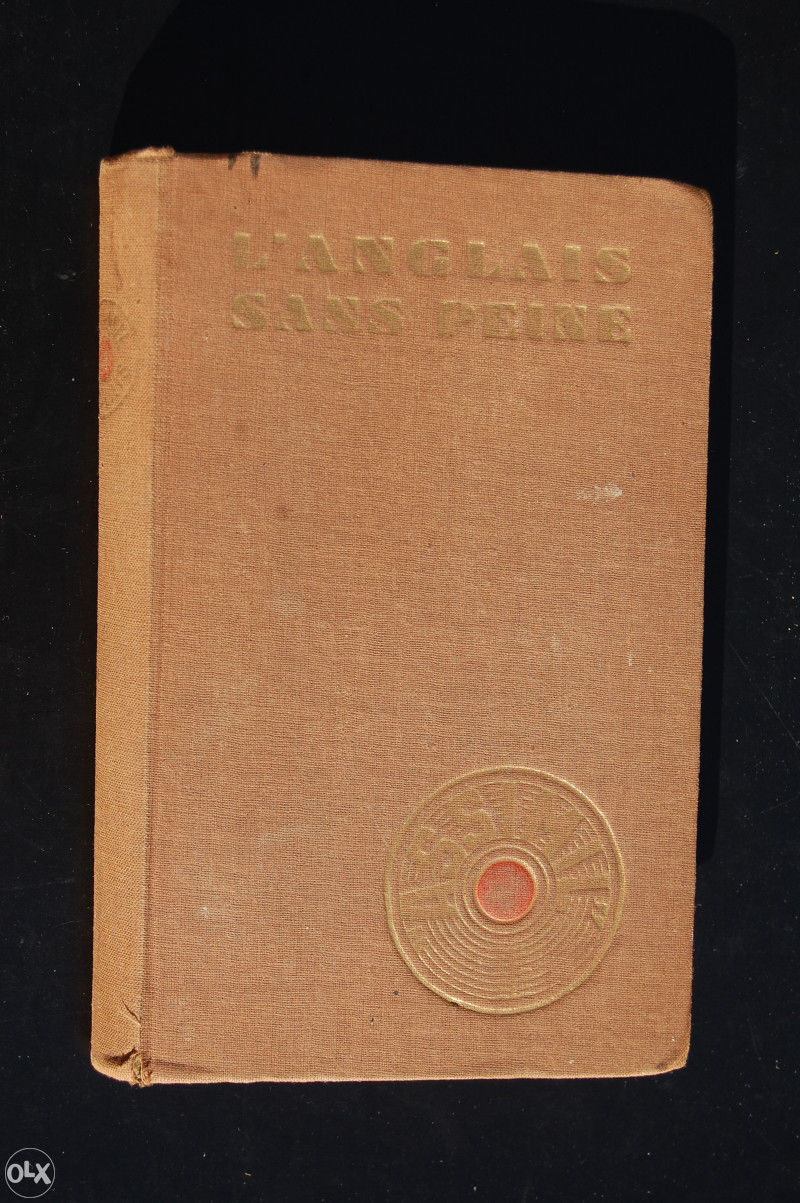 L'ANGLAIS
SANS PEINE
"ASSIMIL"
OLX